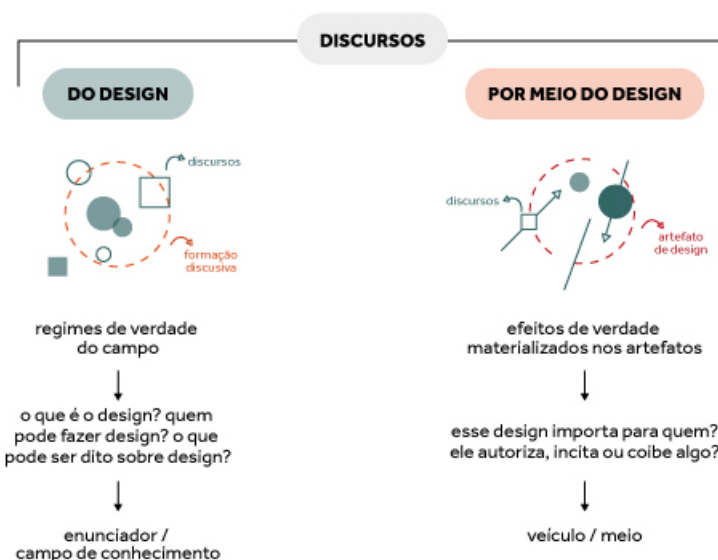 DISCURSOS
DO DESIGN
discursos
formação
discusiva
regimes de verdade
do campo
o que é o design? quem
pode fazer design? o que
pode ser dito sobre design?
enunciador /
campo de conhecimento
POR MEIO DO DESIGN
discursos
artefato
de design
efeitos de verdade
materializados nos artefatos
esse design importa para quem?
ele autoriza, incita ou coibe algo?
veículo / meio